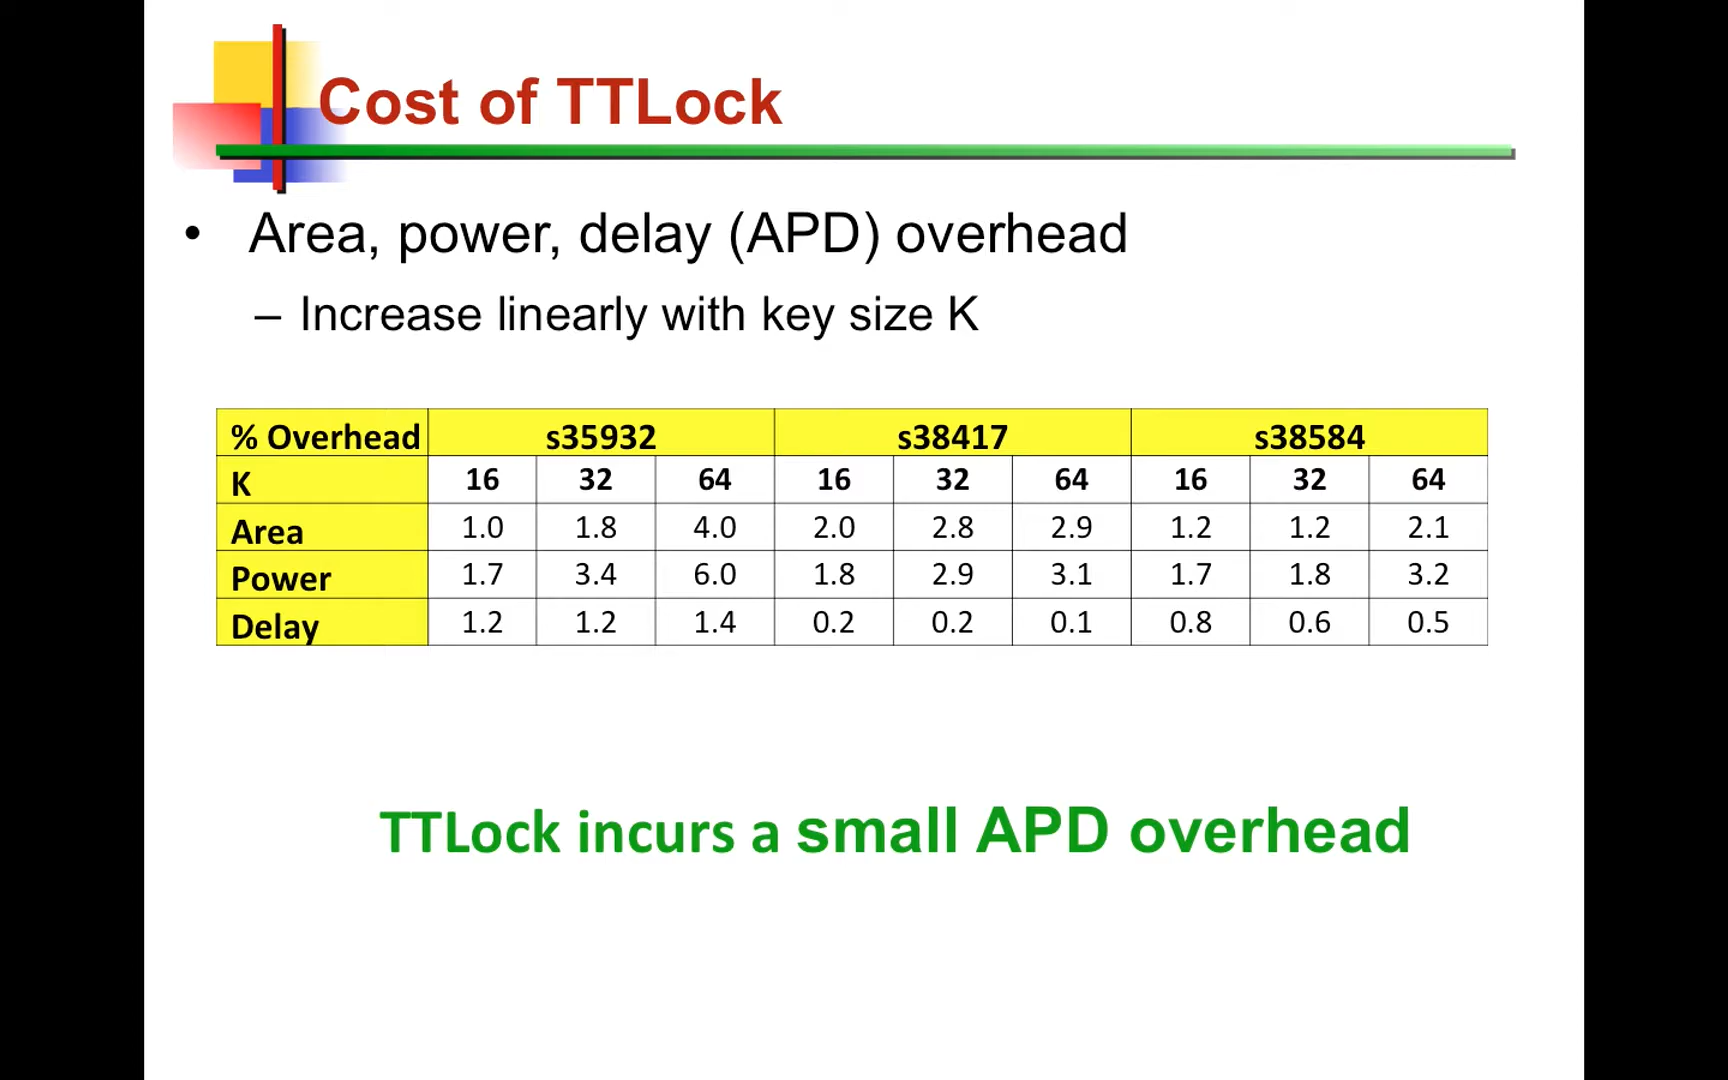 Cost of TTLock
• Area, power, delay (APD) overhead
– Increase linearly with key size K
% Overhead s35932 s38417 s38584
K 16 32 64 16 32 64 16 32 64
Area 1.0 1.8 4.0 2.0 2.8 2.9 1.2 1.2 2.1
Power 1.7 3.4 6.0 1.8 2.9 3.1 1.7 1.8 3.2
Delay 1.2 1.2 1.4 0.2 0.2 0.1 0.8 0.6 0.5
TTLock incurs a small APD overhead